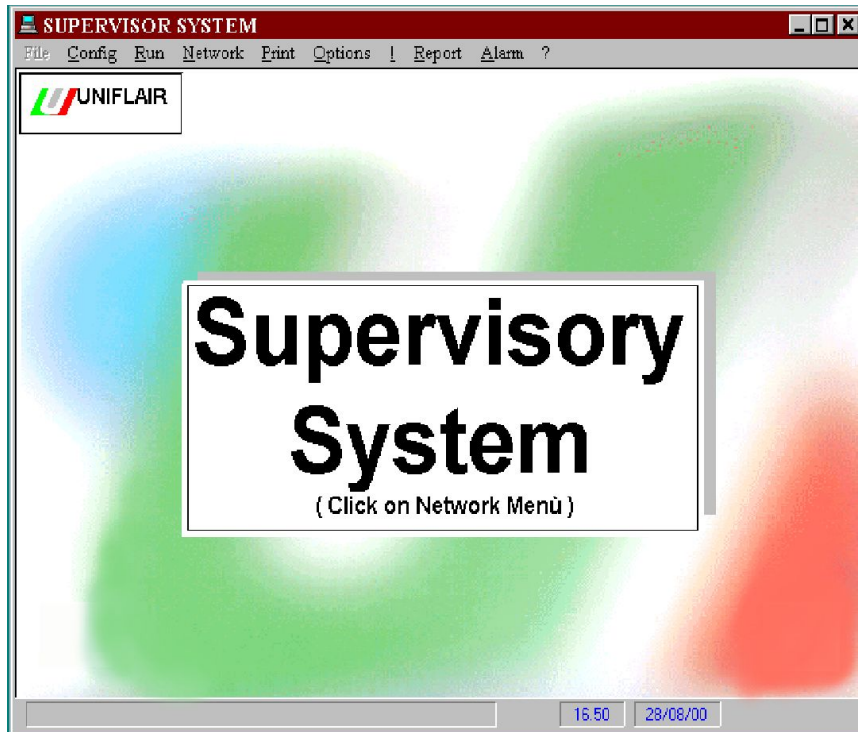 SUPERVISOR SYSTEM
File Config Run Network Print Options ! Report Alarm ?
UNIFLAIR
Supervisory
System
( Click on Network Menù )
16.50 28/08/00